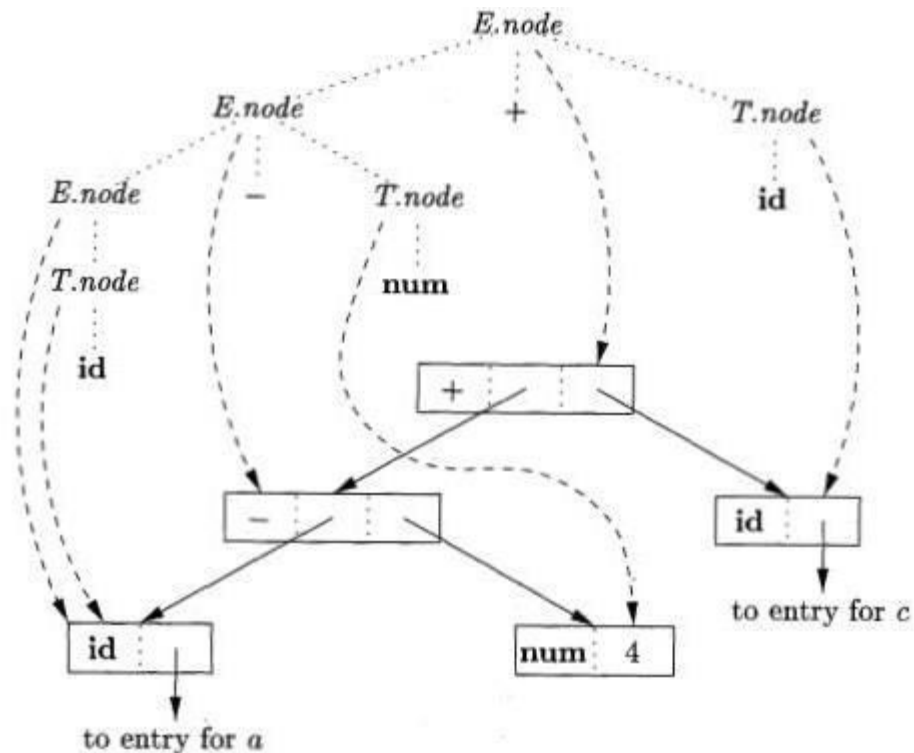 E.node
E.node + T.node
E.node − T.node id
T.node num
id
+
− id
to entry for c
id num 4
to entry for a